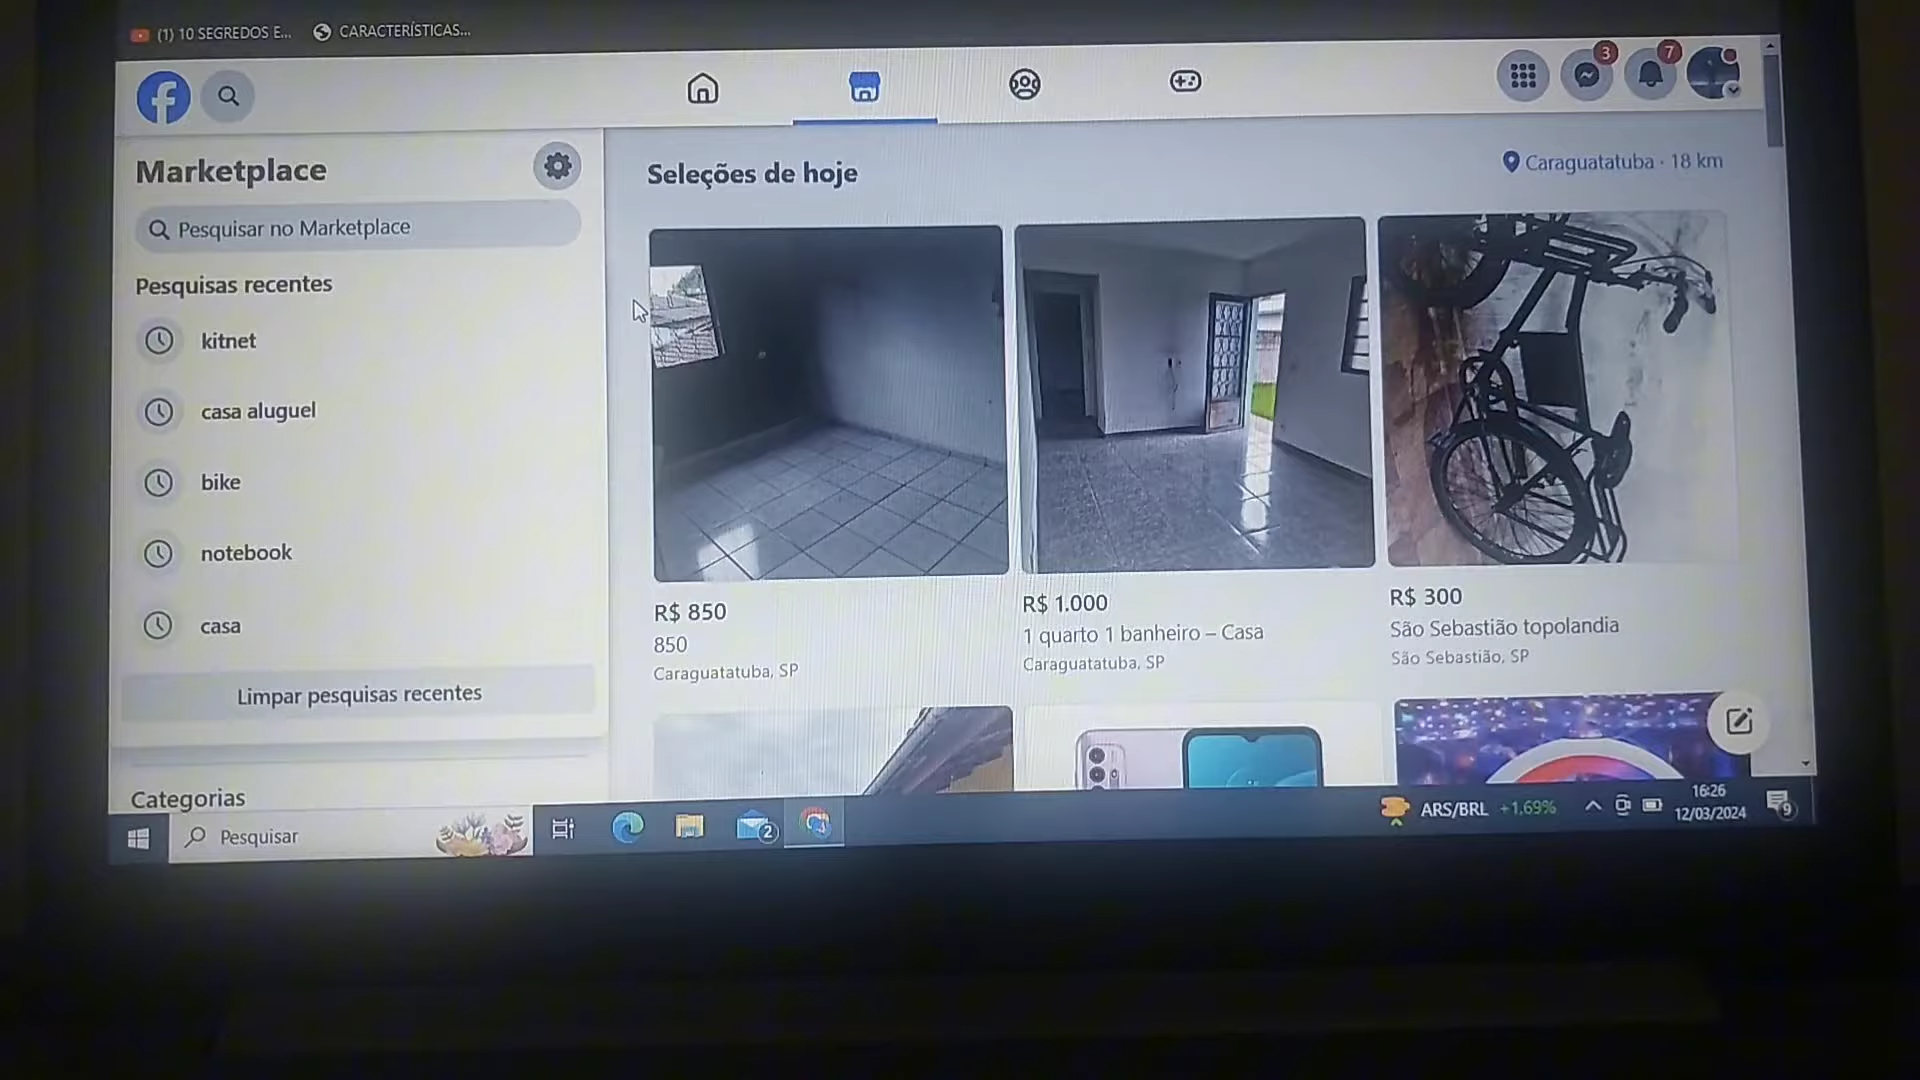 (1) 10 SEGREDOS E...
CARACTERÍSTICAS...
3
7
Marketplace
Pesquisar no Marketplace
Pesquisas recentes
kitnet
casa aluguel
bike
notebook
casa
Limpar pesquisas recentes
Categorias
Seleções de hoje
Caraguatatuba · 18 km
R$ 850
850
Caraguatatuba, SP
R$ 1.000
1 quarto 1 banheiro – Casa
Caraguatatuba, SP
R$ 300
São Sebastião topolandia
São Sebastião, SP
Pesquisar
2
ARS/BRL +1,69%
16:26
12/03/2024
9